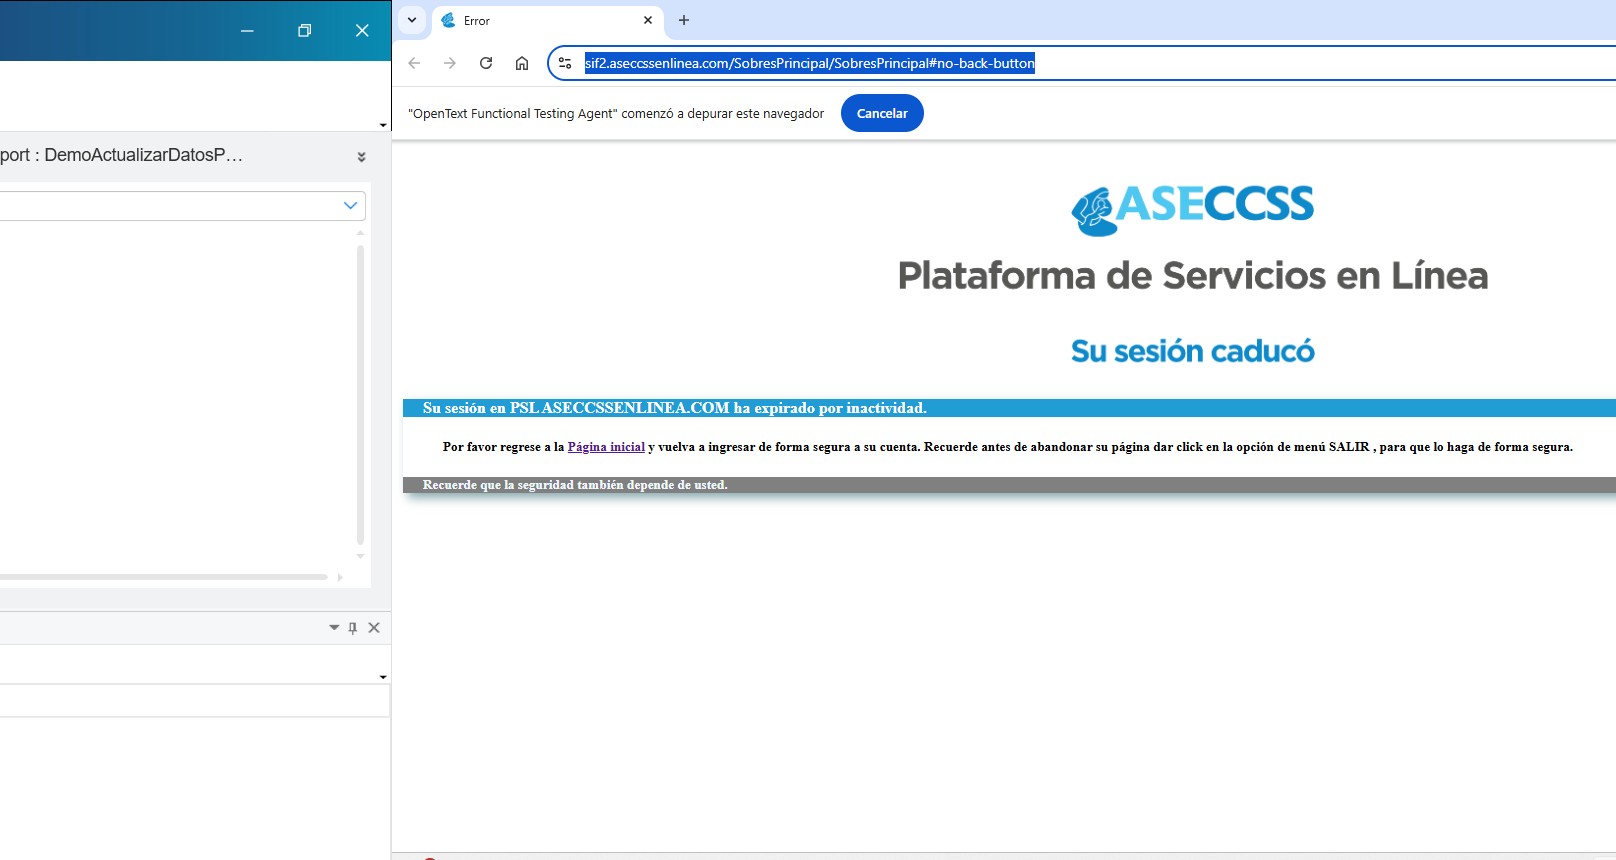 Error
sif2.aseccssenlinea.com/SobresPrincipal/SobresPrincipal#no-back-button
"OpenText Functional Testing Agent" comenzó a depurar este navegador
Cancelar
port : DemoActualizarDatosP...
ASECCSS
Plataforma de Servicios en Línea
Su sesión caducó
Su sesión en PSL ASECCSSENLINEA.COM ha expirado por inactividad.
Por favor regrese a la Página inicial y vuelva a ingresar de forma segura a su cuenta. Recuerde antes de abandonar su página dar click en la opción de menú SALIR , para que lo haga de forma segura.
Recuerde que la seguridad también depende de usted.